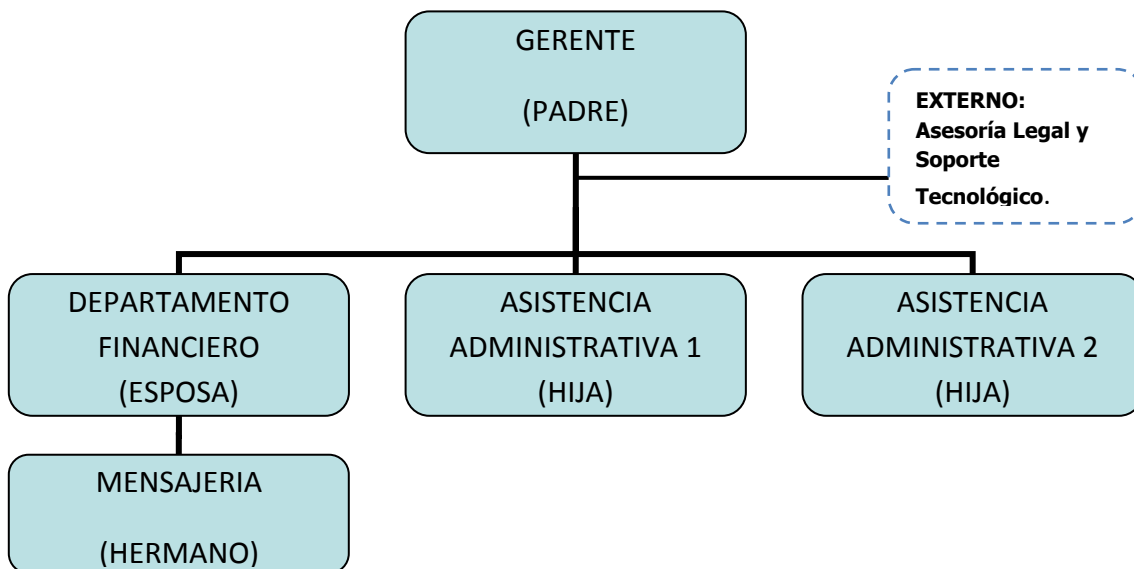 GERENTE
(PADRE)
EXTERNO:
Asesoría Legal y
Soporte
Tecnológico.
DEPARTAMENTO
FINANCIERO
(ESPOSA)
ASISTENCIA
ADMINISTRATIVA 1
(HIJA)
ASISTENCIA
ADMINISTRATIVA 2
(HIJA)
MENSAJERIA
(HERMANO)